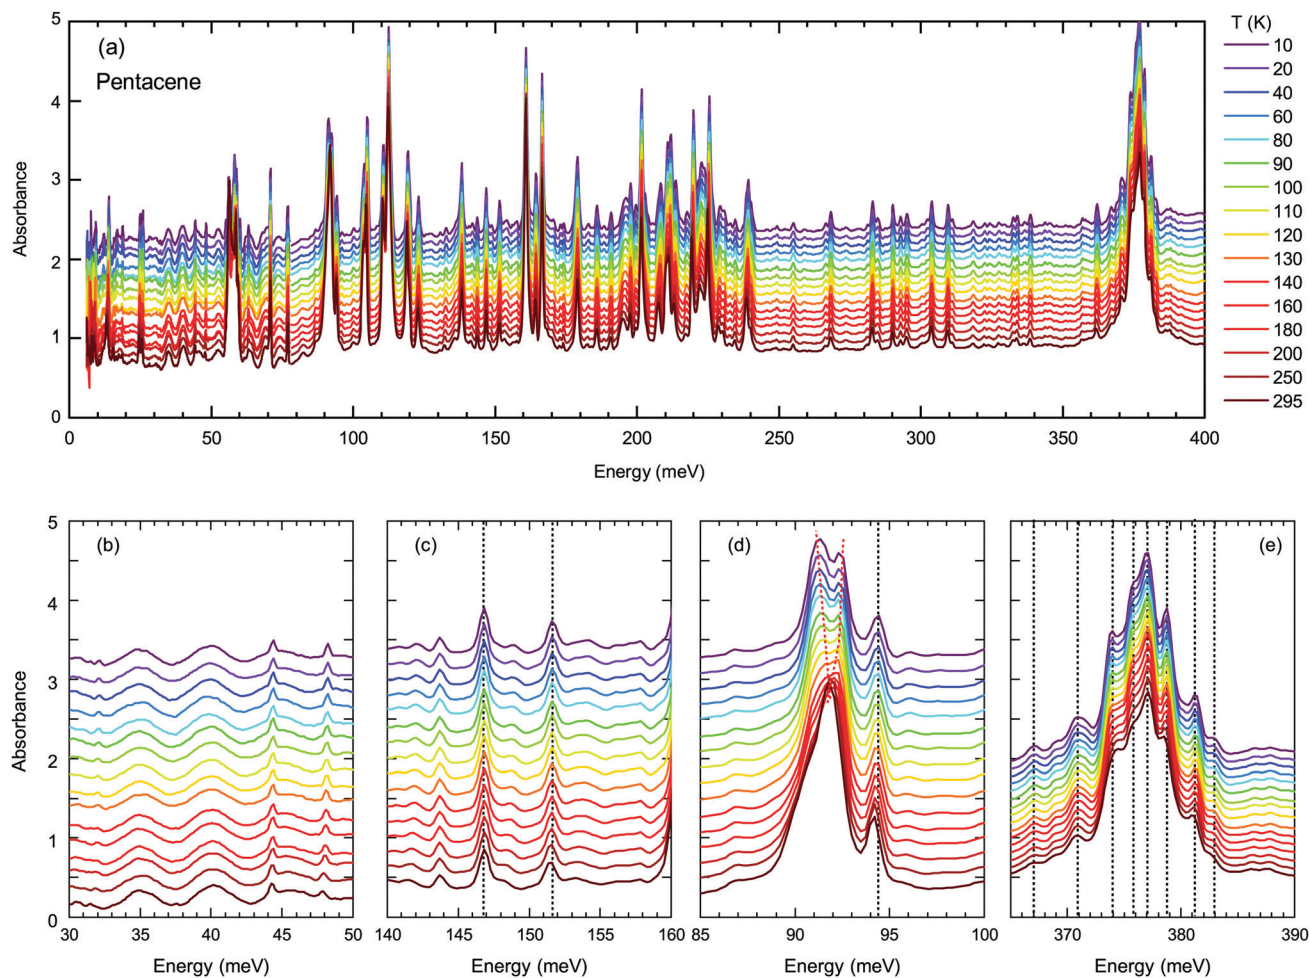 5
4
3
2
1
0
Absorbance
(a)
Pentacene
0 50 100 150 200 250 300 350 400
Energy (meV)
T (K)
10
20
40
60
80
90
100
110
120
130
140
160
180
200
250
295
5
4
3
2
1
0
Absorbance
(b)
30 35 40 45 50
Energy (meV)
(c)
140 145 150 155 160
Energy (meV)
(d)
85 90 95 100
Energy (meV)
(e)
370 380 390
Energy (meV)